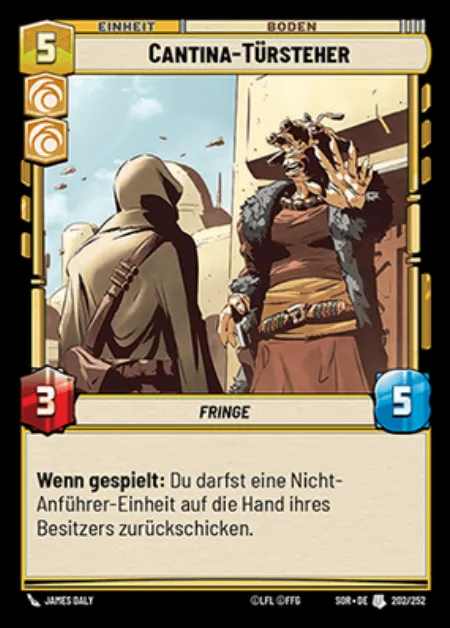 5
EINHEIT
BODEN
CANTINA-TÜRSTEHER
3
FRINGE
5
Wenn gespielt: Du darfst eine Nicht-
Anführer-Einheit auf die Hand ihres
Besitzers zurückschicken.
JAMES DALY
©LFL ©FFG
SOR•DE
202/252